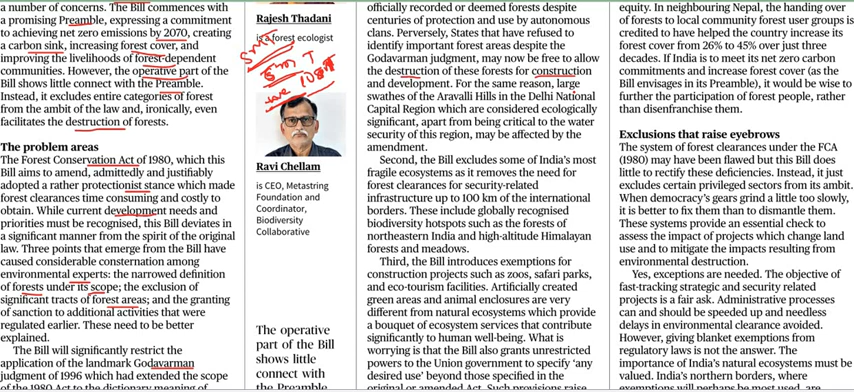 a number of concerns. The Bill commences with
a promising Preamble, expressing a commitment
to achieving net zero emissions by 2070, creating
a carbon sink, increasing forest cover, and
improving the livelihoods of forest-dependent
communities. However, the operative part of the
Bill shows little connect with the Preamble.
Instead, it excludes entire categories of forest
from the ambit of the law and, ironically, even
facilitates the destruction of forests.
The problem areas
The Forest Conservation Act of 1980, which this
Bill aims to amend, admittedly and justifiably
adopted a rather protectionist stance which made
forest clearances time consuming and costly to
obtain. While current development needs and
priorities must be recognised, this Bill deviates in
a significant manner from the spirit of the original
law. Three points that emerge from the Bill have
caused considerable consternation among
environmental experts: the narrowed definition
of forests under its scope; the exclusion of
significant tracts of forest areas; and the granting
of sanction to additional activities that were
regulated earlier. These need to be better
explained.
The Bill will significantly restrict the
application of the landmark Godavarman
judgment of 1996 which had extended the scope
of the 1980 Act to the dictionary meaning of
Rajesh Thadani
is a forest ecologist
Ravi Chellam
is CEO, Metastring
Foundation and
Coordinator,
Biodiversity
Collaborative
The operative
part of the Bill
shows little
connect with
the Preamble
officially recorded or deemed forests despite
centuries of protection and use by autonomous
clans. Perversely, States that have refused to
identify important forest areas despite the
Godavarman judgment, may now be free to allow
the destruction of these forests for construction
and development. For the same reason, large
swathes of the Aravalli Hills in the Delhi National
Capital Region which are considered ecologically
significant, apart from being critical to the water
security of this region, may be affected by the
amendment.
Second, the Bill excludes some of India's most
fragile ecosystems as it removes the need for
forest clearances for security-related
infrastructure up to 100 km of the international
borders. These include globally recognised
biodiversity hotspots such as the forests of
northeastern India and high-altitude Himalayan
forests and meadows.
Third, the Bill introduces exemptions for
construction projects such as zoos, safari parks,
and eco-tourism facilities. Artificially created
green areas and animal enclosures are very
different from natural ecosystems which provide
a bouquet of ecosystem services that contribute
significantly to human well-being. What is
worrying is that the Bill also grants unrestricted
powers to the Union government to specify 'any
desired use' beyond those specified in the
original or amended Act. Such provisions raise
equity. In neighbouring Nepal, the handing over
of forests to local community forest user groups is
credited to have helped the country increase its
forest cover from 26% to 45% over just three
decades. If India is to meet its net zero carbon
commitments and increase forest cover (as the
Bill envisages in its Preamble), it would be wise to
further the participation of forest people, rather
than disenfranchise them.
Exclusions that raise eyebrows
The system of forest clearances under the FCA
(1980) may have been flawed but this Bill does
little to rectify these deficiencies. Instead, it just
excludes certain privileged sectors from its ambit.
When democracy's gears grind a little too slowly,
it is better to fix them than to dismantle them.
These systems provide an essential check to
assess the impact of projects which change land
use and to mitigate the impacts resulting from
environmental destruction.
Yes, exceptions are needed. The objective of
fast-tracking strategic and security related
projects is a fair ask. Administrative processes
can and should be speeded up and needless
delays in environmental clearance avoided.
However, giving blanket exemptions from
regulatory laws is not the answer. The
importance of India's natural ecosystems must be
valued. India's northern borders, where
exemptions will perhaps be most used, are